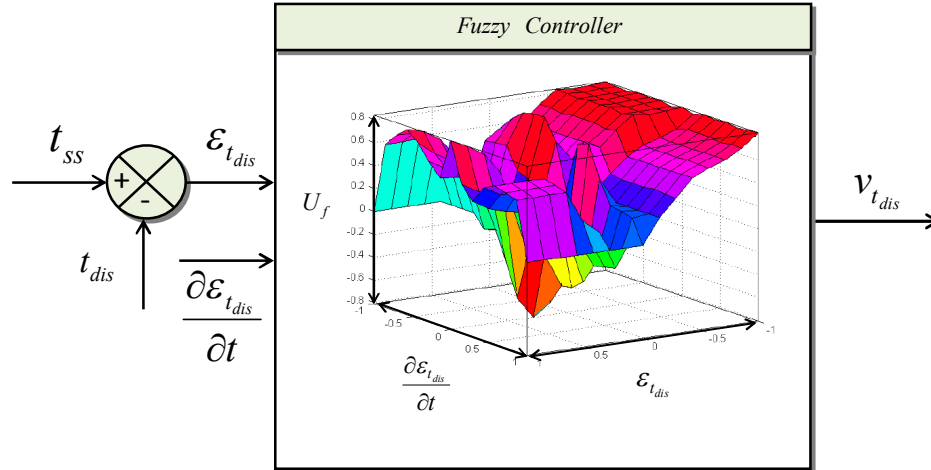 Fuzzy Controller
t_ss
ε_t_dis
+
-
t_dis
∂ε_t_dis
∂t
v_t_dis
U_f
0.8
0.6
0.4
0.2
0
-0.2
-0.4
-0.6
-0.8
-1
-0.5
0
0.5
1
1
0.5
0
-0.5
-1
∂ε_t_dis
∂t
ε_t_dis